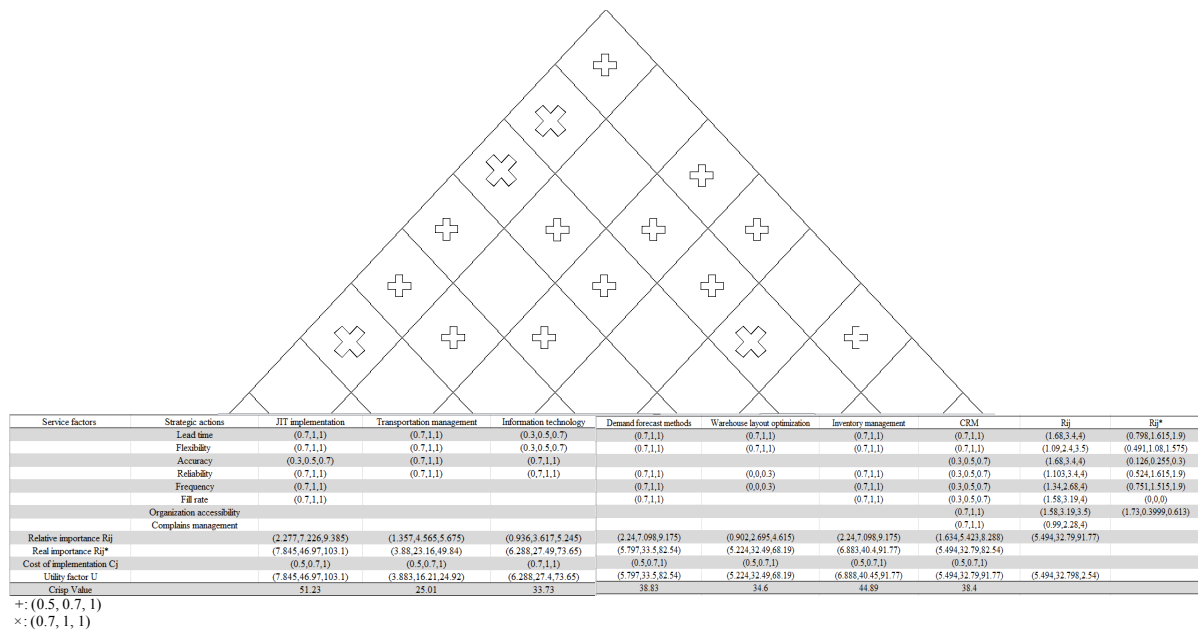 Service factors Strategic actions JIT implementation Transportation management Information technology Demand forecast methods Warehouse layout optimization Inventory management CRM Rij Rij*
Lead time (0.7,1,1) (0.7,1,1) (0.3,0.5,0.7) (0.7,1,1) (0.7,1,1) (0.7,1,1) (0.7,1,1) (1.68,3.4,4) (0.798,1.615,1.9)
Flexibility (0.7,1,1) (0.7,1,1) (0.3,0.5,0.7) (0.7,1,1) (0.7,1,1) (0.7,1,1) (0.7,1,1) (1.09,2.4,3.5) (0.491,1.08,1.575)
Accuracy (0.3,0.5,0.7) (0.7,1,1) (0.7,1,1) (0.3,0.5,0.7) (1.68,3.4,4) (0.126,0.255,0.3)
Reliability (0.7,1,1) (0.7,1,1) (0.7,1,1) (0.7,1,1) (0,0,0.3) (0.7,1,1) (0.3,0.5,0.7) (1.103,3.4,4) (0.524,1.615,1.9)
Frequency (0.7,1,1) (0.7,1,1) (0,0,0.3) (0.7,1,1) (0.3,0.5,0.7) (1.34,2.68,4) (0.751,1.515,1.9)
Fill rate (0.7,1,1) (0.7,1,1) (0.7,1,1) (0.3,0.5,0.7) (1.58,3.19,4) (0,0,0)
Organization accessibility (0.7,1,1) (1.58,3.19,3.5) (1.73,0.3999,0.613)
Complains management (0.7,1,1) (0.99,2.28,4)
Relative importance Rij (2.277,7.226,9.385) (1.357,4.565,5.675) (0.936,3.617,5.245) (2.24,7.098,9.175) (0.902,2.695,4.615) (2.24,7.098,9.175) (1.634,5.423,8.288) (5.494,32.79,91.77)
Real importance Rij* (7.845,46.97,103.1) (3.88,23.16,49.84) (6.288,27.49,73.65) (5.797,33.5,82.54) (5.224,32.49,68.19) (6.883,40.4,91.77) (5.494,32.79,82.54)
Cost of implementation Cj (0.5,0.7,1) (0.5,0.7,1) (0.7,1,1) (0.5,0.7,1) (0.5,0.7,1) (0.5,0.7,1) (0.5,0.7,1)
Utility factor U (7.845,46.97,103.1) (3.883,16.21,24.92) (6.288,27.4,73.65) (5.797,33.5,82.54) (5.224,32.49,68.19) (6.888,40.45,91.77) (5.494,32.79,91.77) (5.494,32.798,2.54)
Crisp Value 51.23 25.01 33.73 38.83 34.6 44.89 38.4
+: (0.5, 0.7, 1)
×: (0.7, 1, 1)